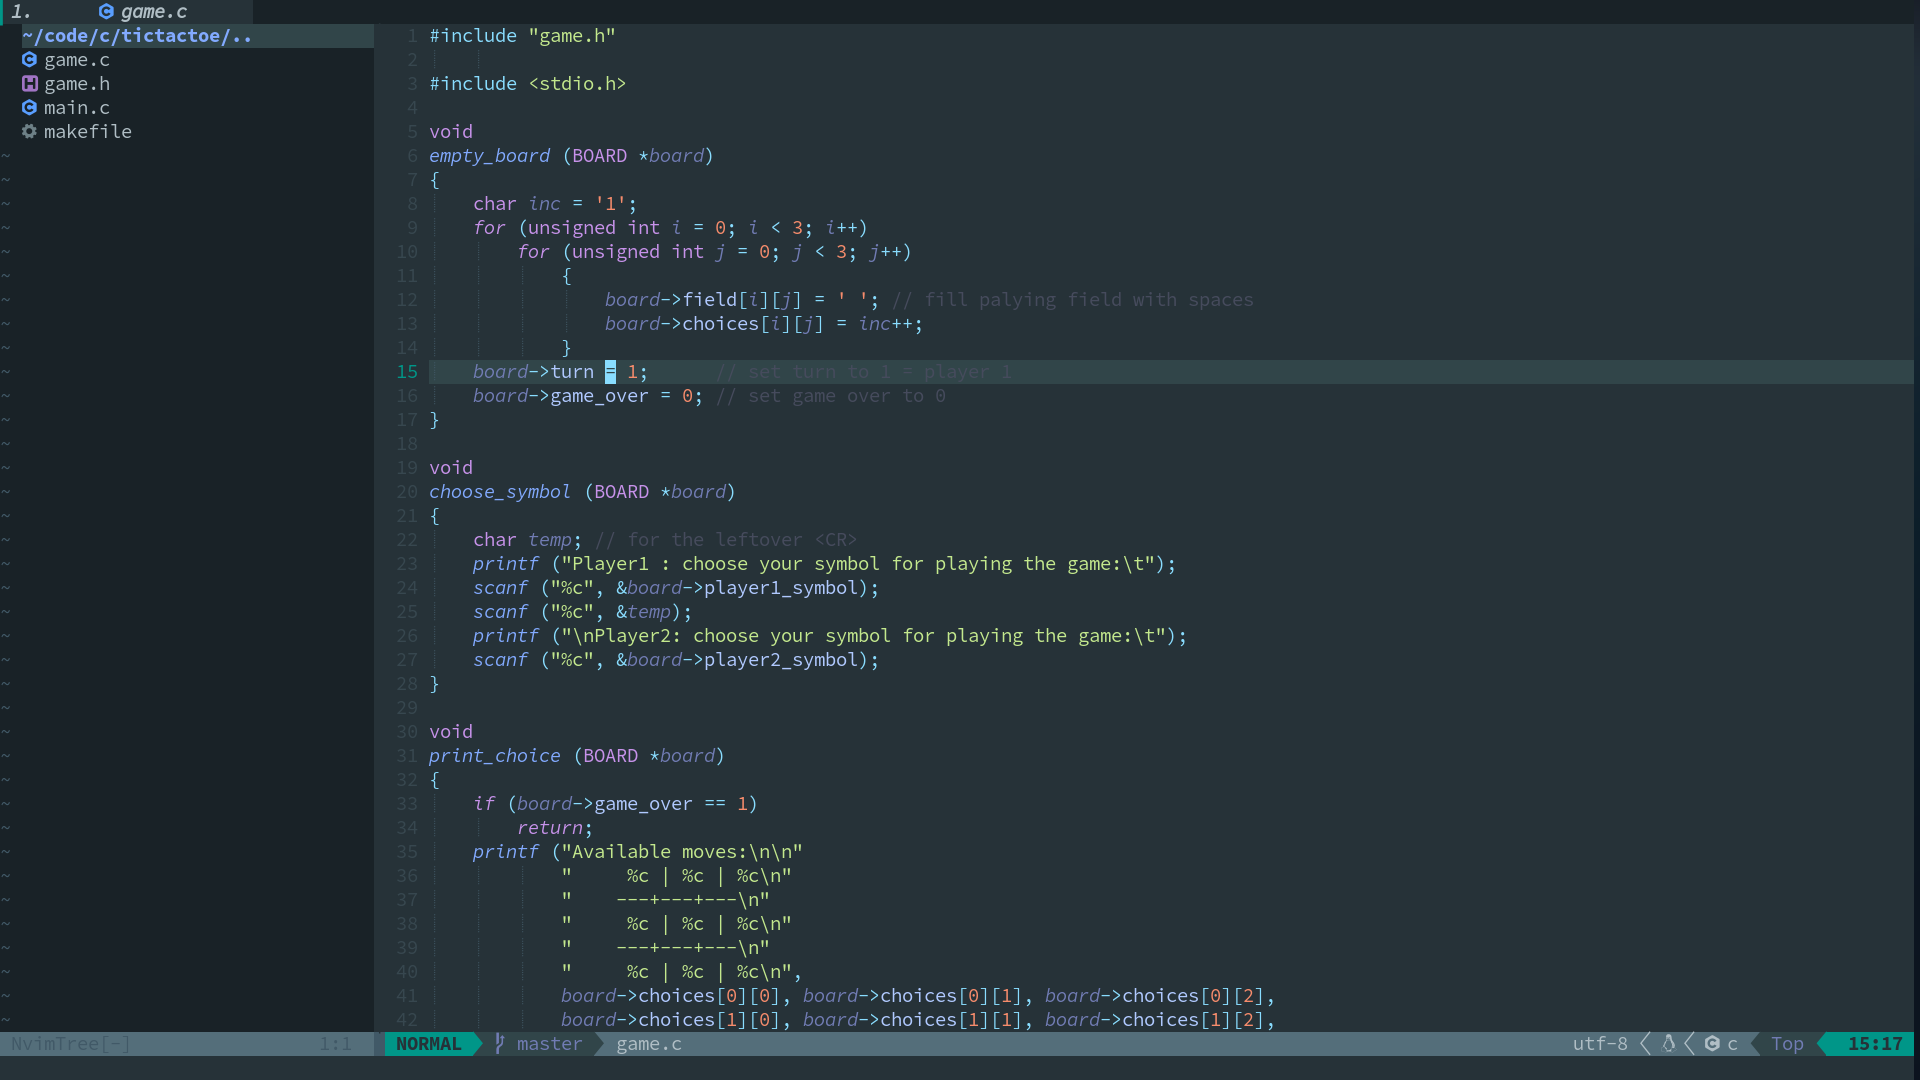 1. game.c
~/code/c/tictactoe/..
game.c
game.h
main.c
makefile
1 #include "game.h"
2
3 #include <stdio.h>
4
5 void
6 empty_board (BOARD *board)
7 {
8     char inc = '1';
9     for (unsigned int i = 0; i < 3; i++)
10         for (unsigned int j = 0; j < 3; j++)
11             {
12                 board->field[i][j] = ' '; // fill palying field with spaces
13                 board->choices[i][j] = inc++;
14             }
15     board->turn = 1;      // set turn to 1 = player 1
16     board->game_over = 0; // set game over to 0
17 }
18
19 void
20 choose_symbol (BOARD *board)
21 {
22     char temp; // for the leftover <CR>
23     printf ("Player1 : choose your symbol for playing the game:\t");
24     scanf ("%c", &board->player1_symbol);
25     scanf ("%c", &temp);
26     printf ("\nPlayer2: choose your symbol for playing the game:\t");
27     scanf ("%c", &board->player2_symbol);
28 }
29
30 void
31 print_choice (BOARD *board)
32 {
33     if (board->game_over == 1)
34         return;
35     printf ("Available moves:\n\n"
36             "     %c | %c | %c\n"
37             "    ---+---+---\n"
38             "     %c | %c | %c\n"
39             "    ---+---+---\n"
40             "     %c | %c | %c\n",
41             board->choices[0][0], board->choices[0][1], board->choices[0][2],
42             board->choices[1][0], board->choices[1][1], board->choices[1][2],
NvimTree[-] 1:1 NORMAL master game.c utf-8 c Top 15:17